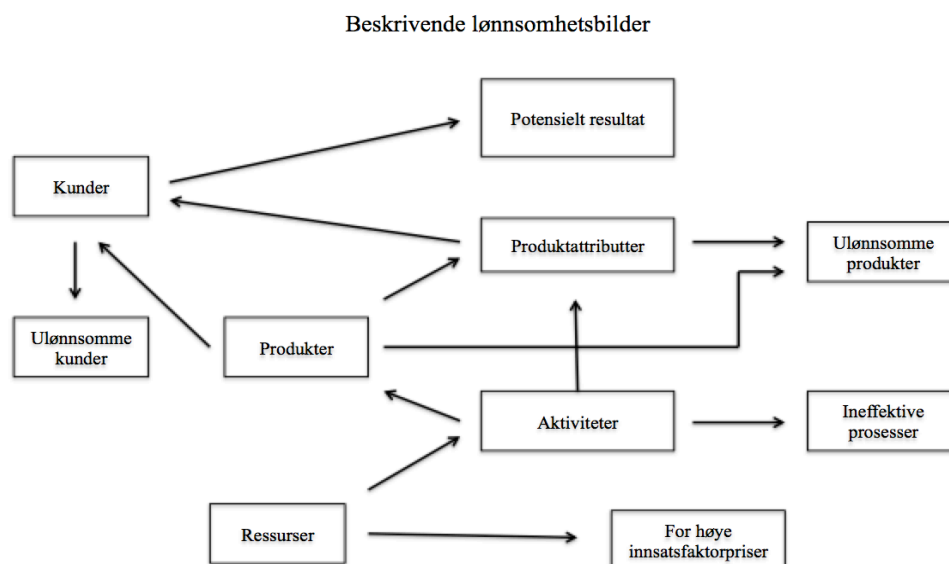 Beskrivende lønnsomhetsbilder
Potensielt resultat
Kunder
Produktattributter
Ulønnsomme
produkter
Ulønnsomme
kunder
Produkter
Aktiviteter
Ineffektive
prosesser
Ressurser
For høye
innsatsfaktorpriser